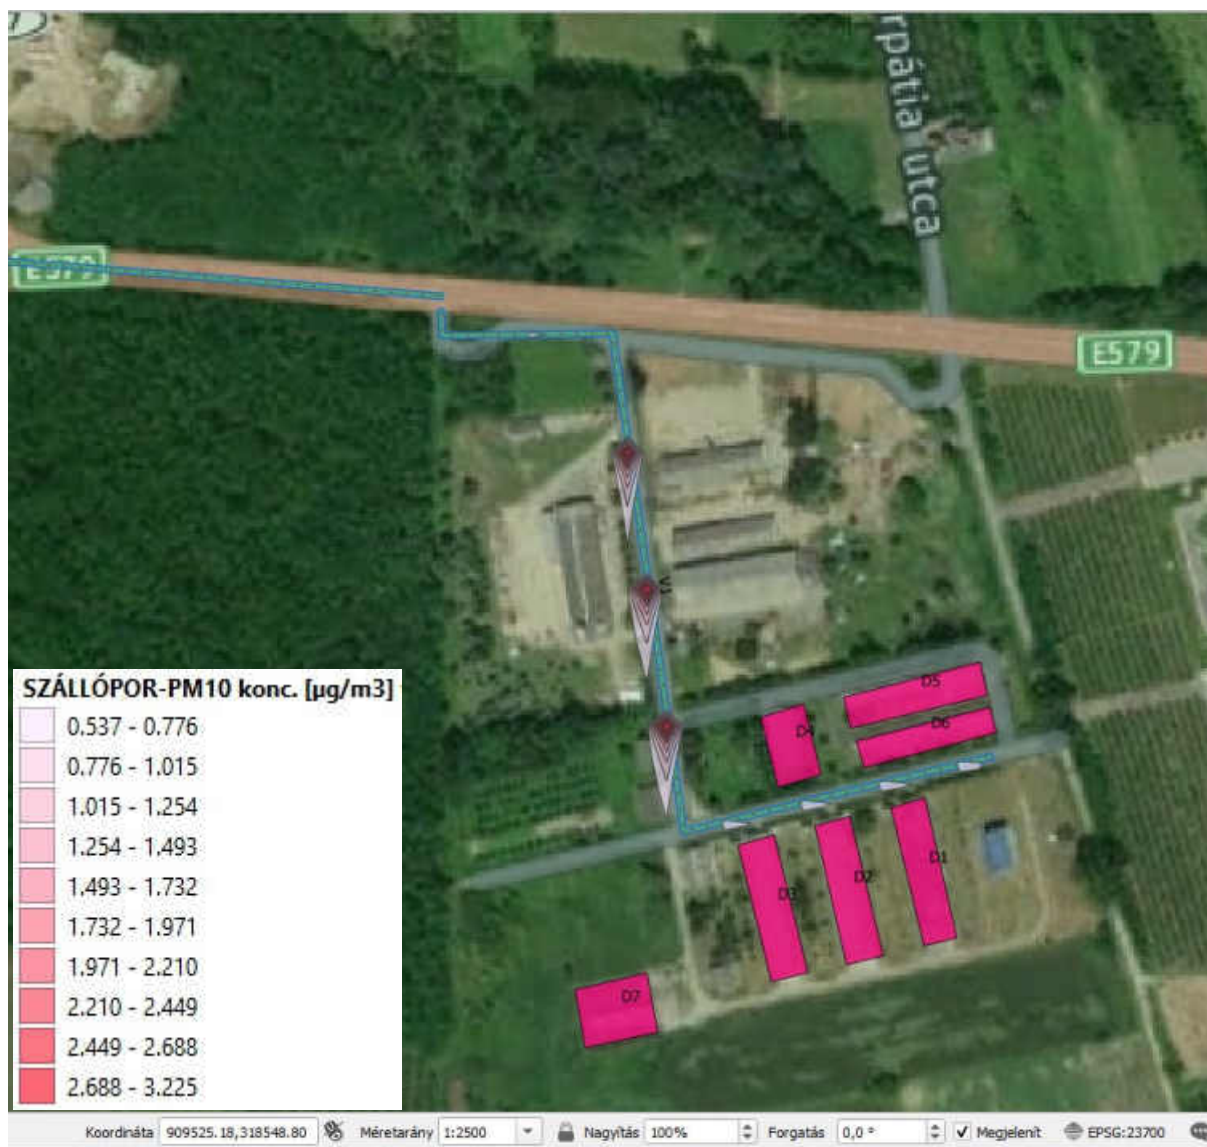 rpátia utca
E579
E579
V1
D5
D4
D6
D1
D2
D3
D7
SZÁLLÓPOR-PM10 konc. [µg/m3]
0.537 - 0.776
0.776 - 1.015
1.015 - 1.254
1.254 - 1.493
1.493 - 1.732
1.732 - 1.971
1.971 - 2.210
2.210 - 2.449
2.449 - 2.688
2.688 - 3.225
Koordináta 909525.18,318548.80 Méretarány 1:2500 Nagyítás 100% Forgatás 0,0 ° Megjelenít EPSG:23700